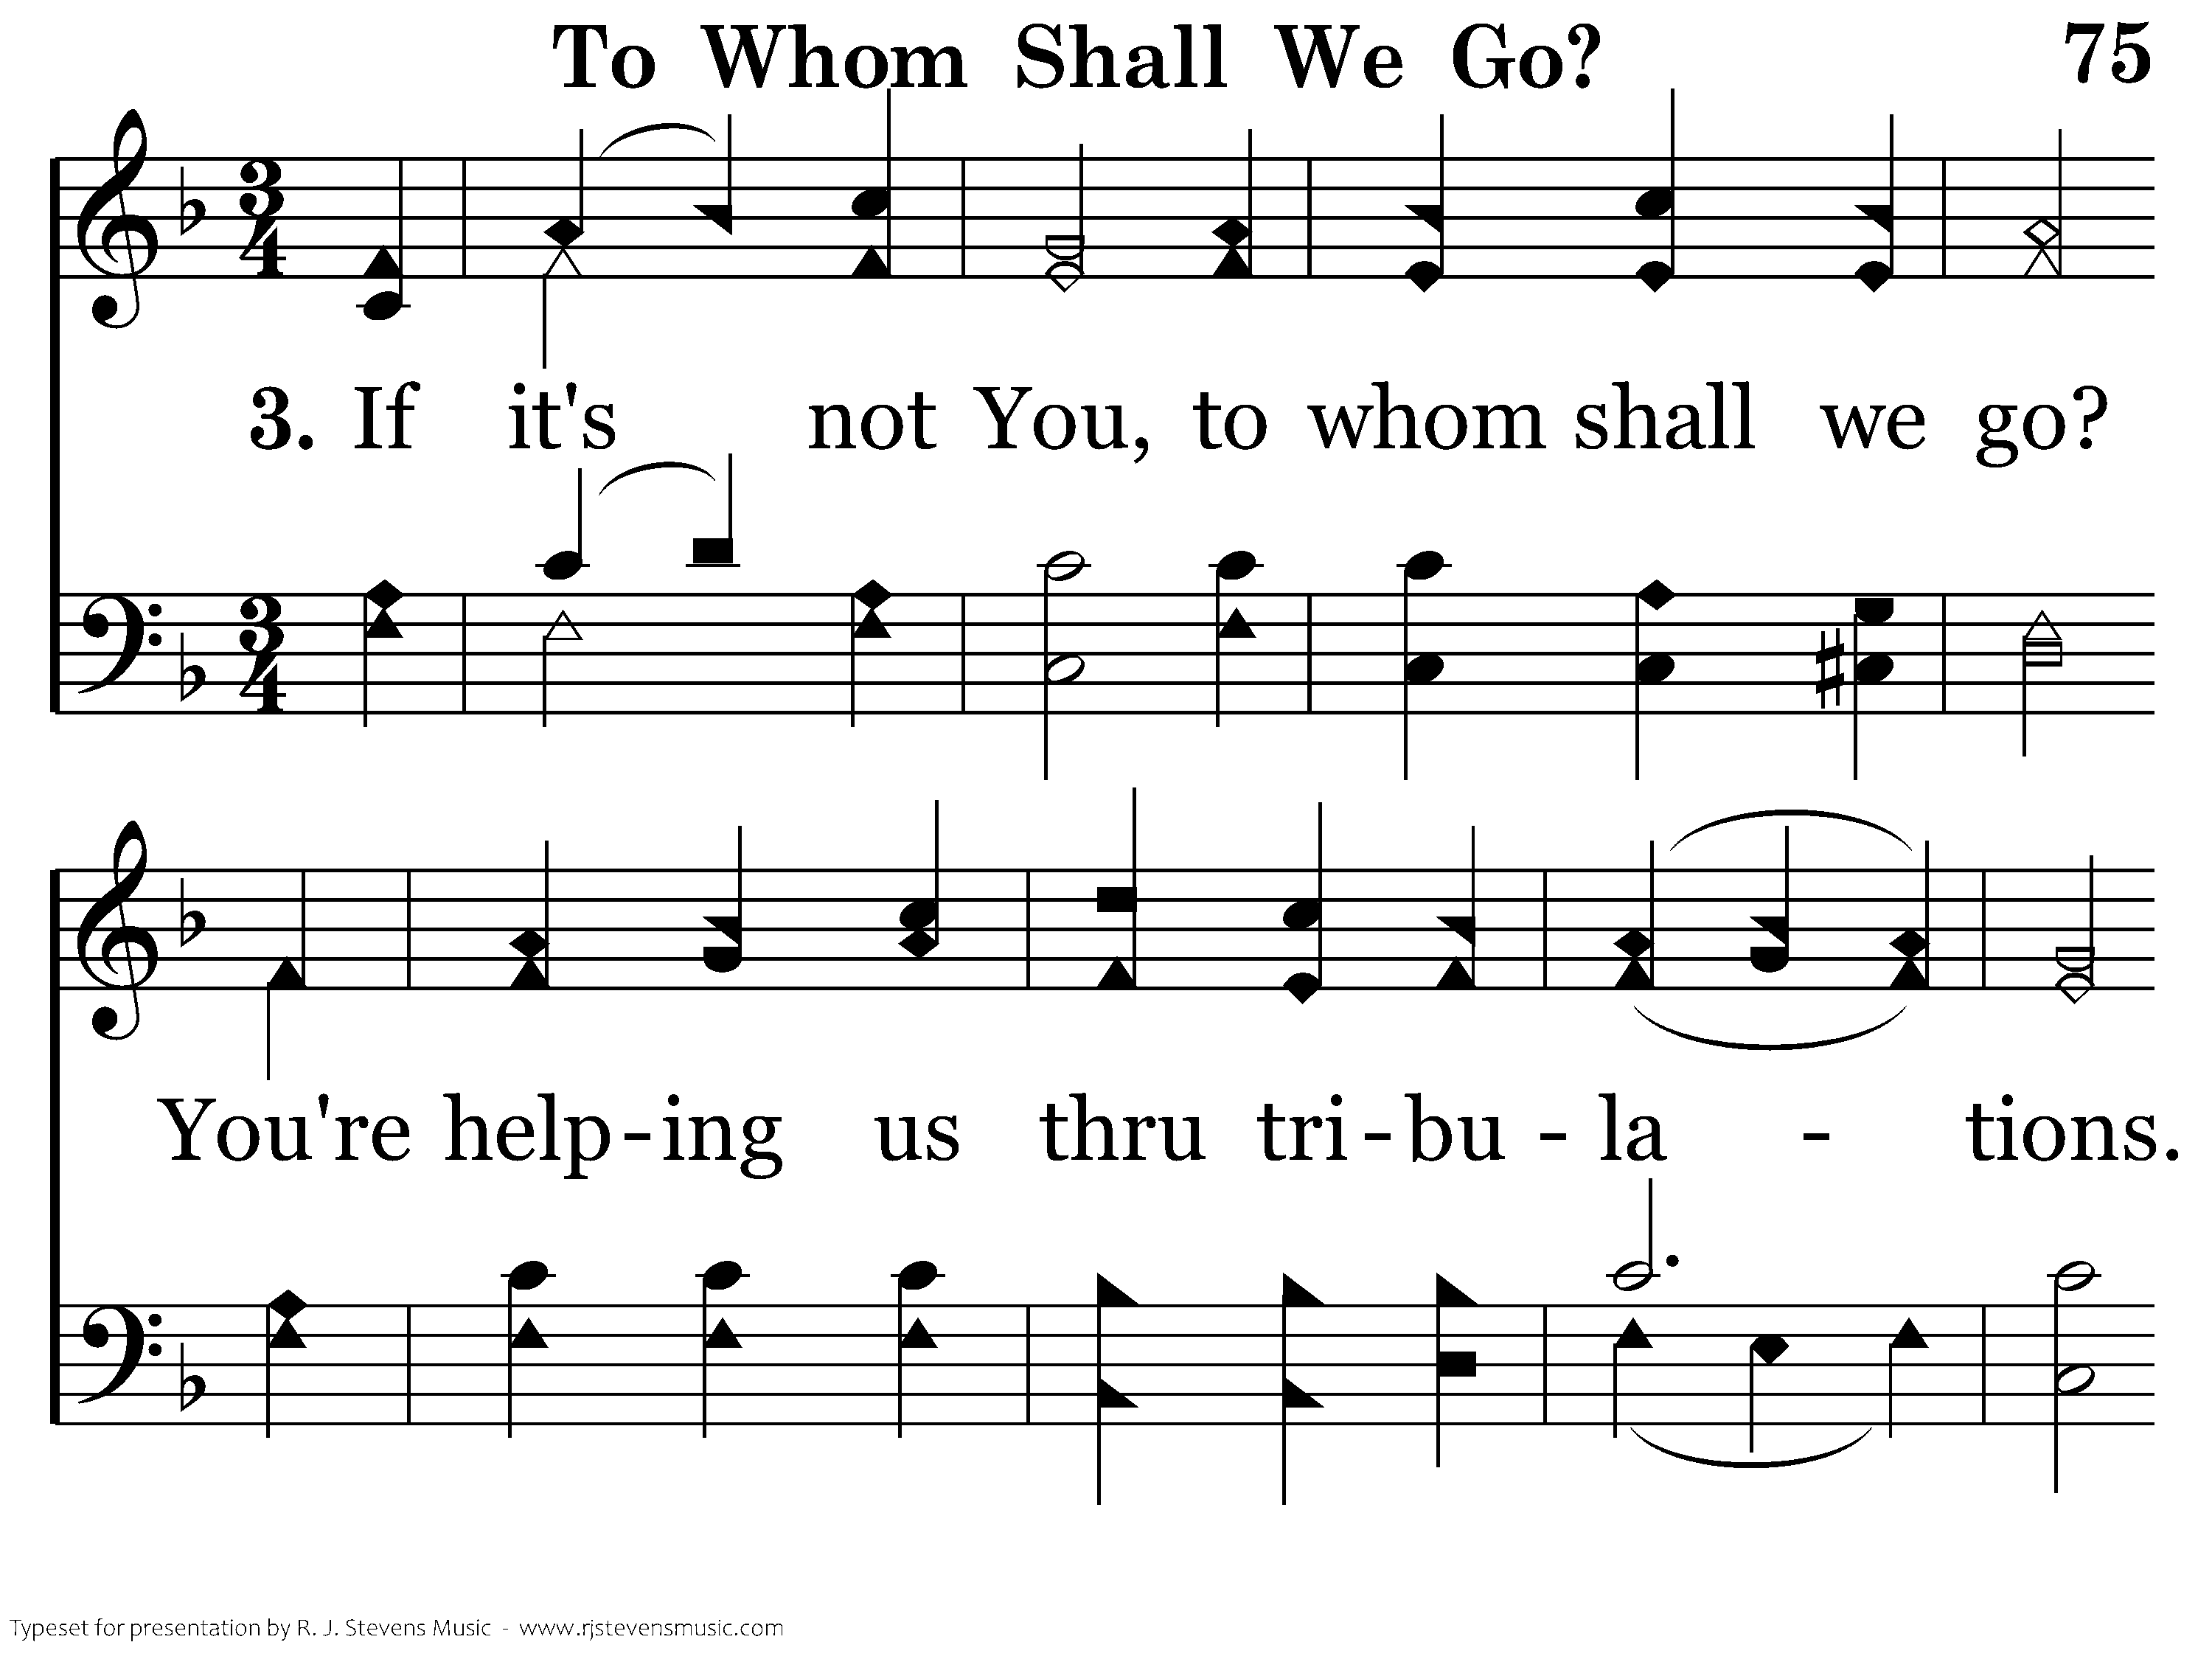 To Whom Shall We Go? 75
3. If it's not You, to whom shall we go?
You're help-ing us thru tri-bu-la-tions.
Typeset for presentation by R. J. Stevens Music - www.rjstevensmusic.com